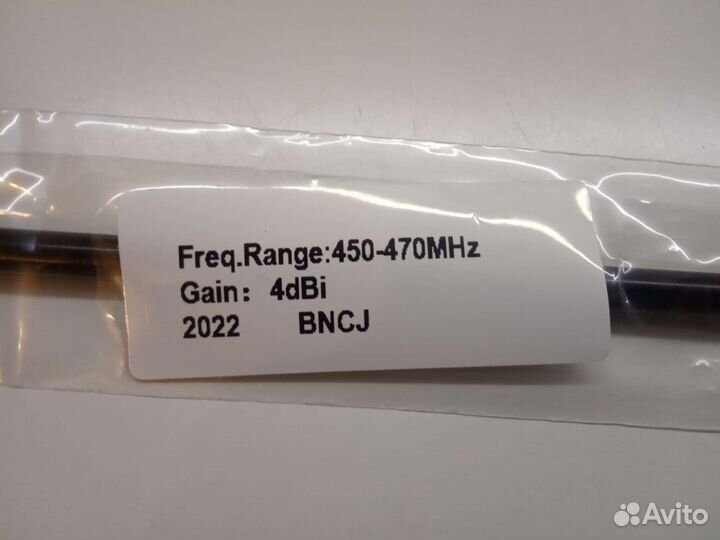 Freq.Range:450-470MHz
Gain: 4dBi
2022 BNCJ
Avito